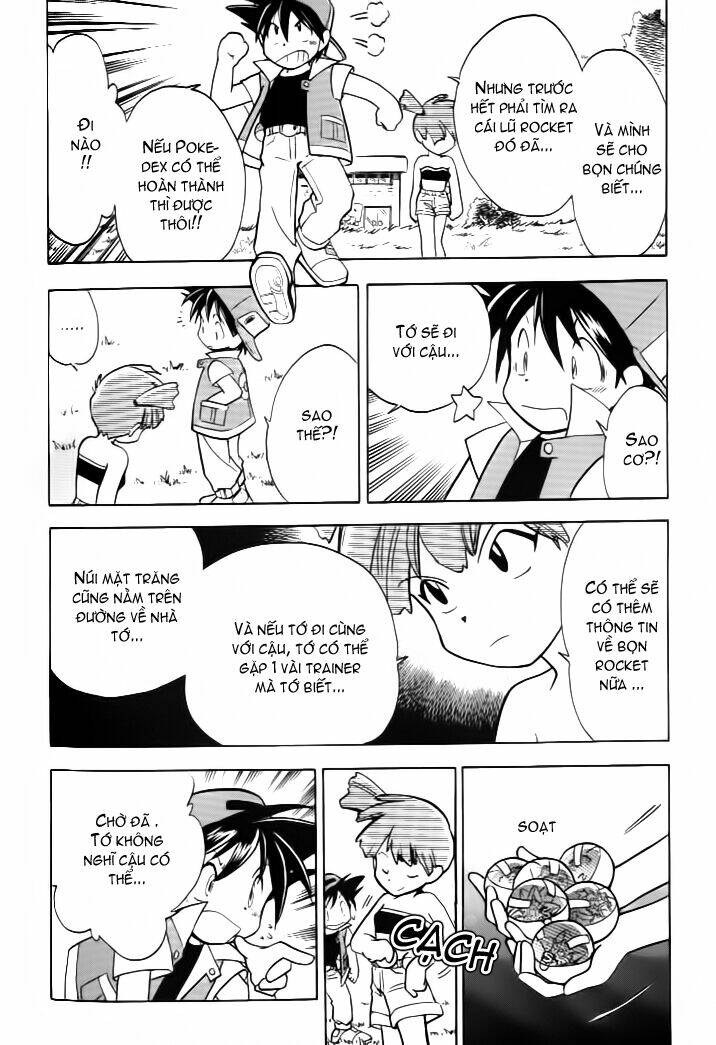 VÀ MÌNH
SẼ CHO
BỌN CHÚNG
BIẾT...
NHƯNG TRƯỚC
HẾT PHẢI TÌM RA
CÁI LŨ ROCKET
ĐÓ ĐÃ...
NẾU POKE-
DEX CÓ THỂ
HOÀN THÀNH
THÌ ĐƯỢC
THÔI!!
ĐI
NÀO
!!
SAO
CƠ?!
TỚ SẼ ĐI
VỚI CẬU...
SAO
THẾ?!
.....
CÓ THỂ SẼ
CÓ THÊM
THÔNG TIN
VỀ BỌN
ROCKET
NỮA ...
VÀ NẾU TỚ ĐI CÙNG
VỚI CẬU, TỚ CÓ THỂ
GẶP 1 VÀI TRAINER
MÀ TỚ BIẾT...
NÚI MẶT TRĂNG
CŨNG NẰM TRÊN
ĐƯỜNG VỀ NHÀ
TỚ...
SOẠT
CẠCH
CHỜ ĐÃ .
TỚ KHÔNG
NGHĨ CẬU CÓ
THỂ...